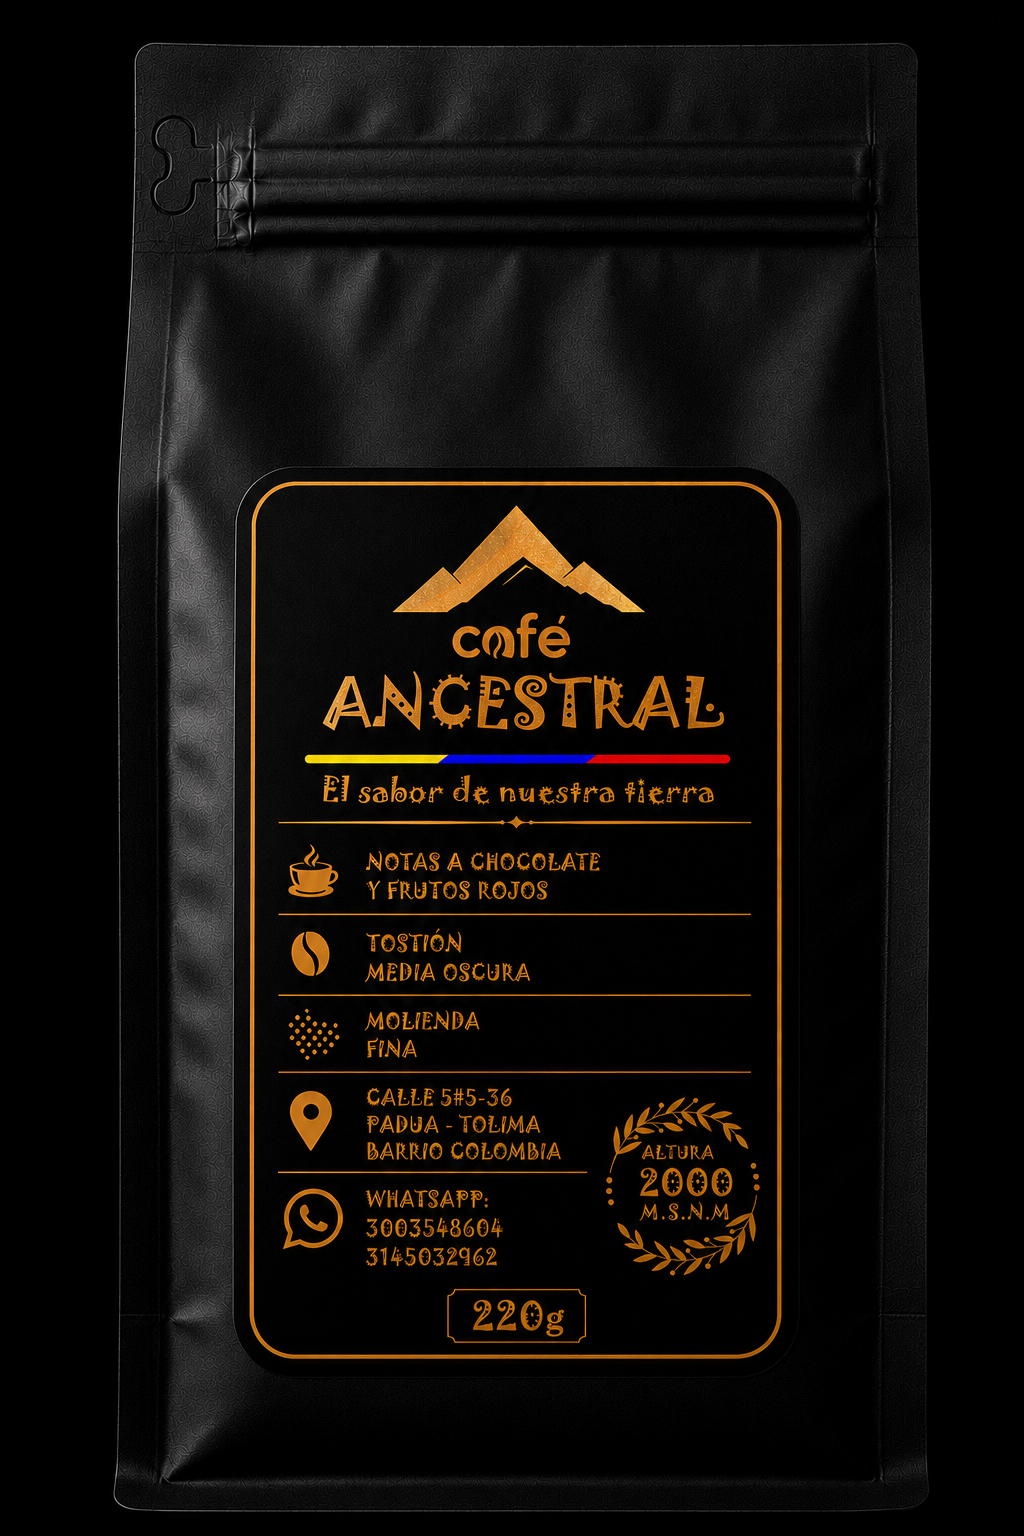 café
ANCESTRAL
El sabor de nuestra tierra
NOTAS A CHOCOLATE
Y FRUTOS ROJOS
TOSTIÓN
MEDIA OSCURA
MOLIENDA
FINA
CALLE 5#5-36
PADUA - TOLIMA
BARRIO COLOMBIA
ALTURA
2000
M.S.N.M
WHATSAPP:
3003548604
3145032962
220g